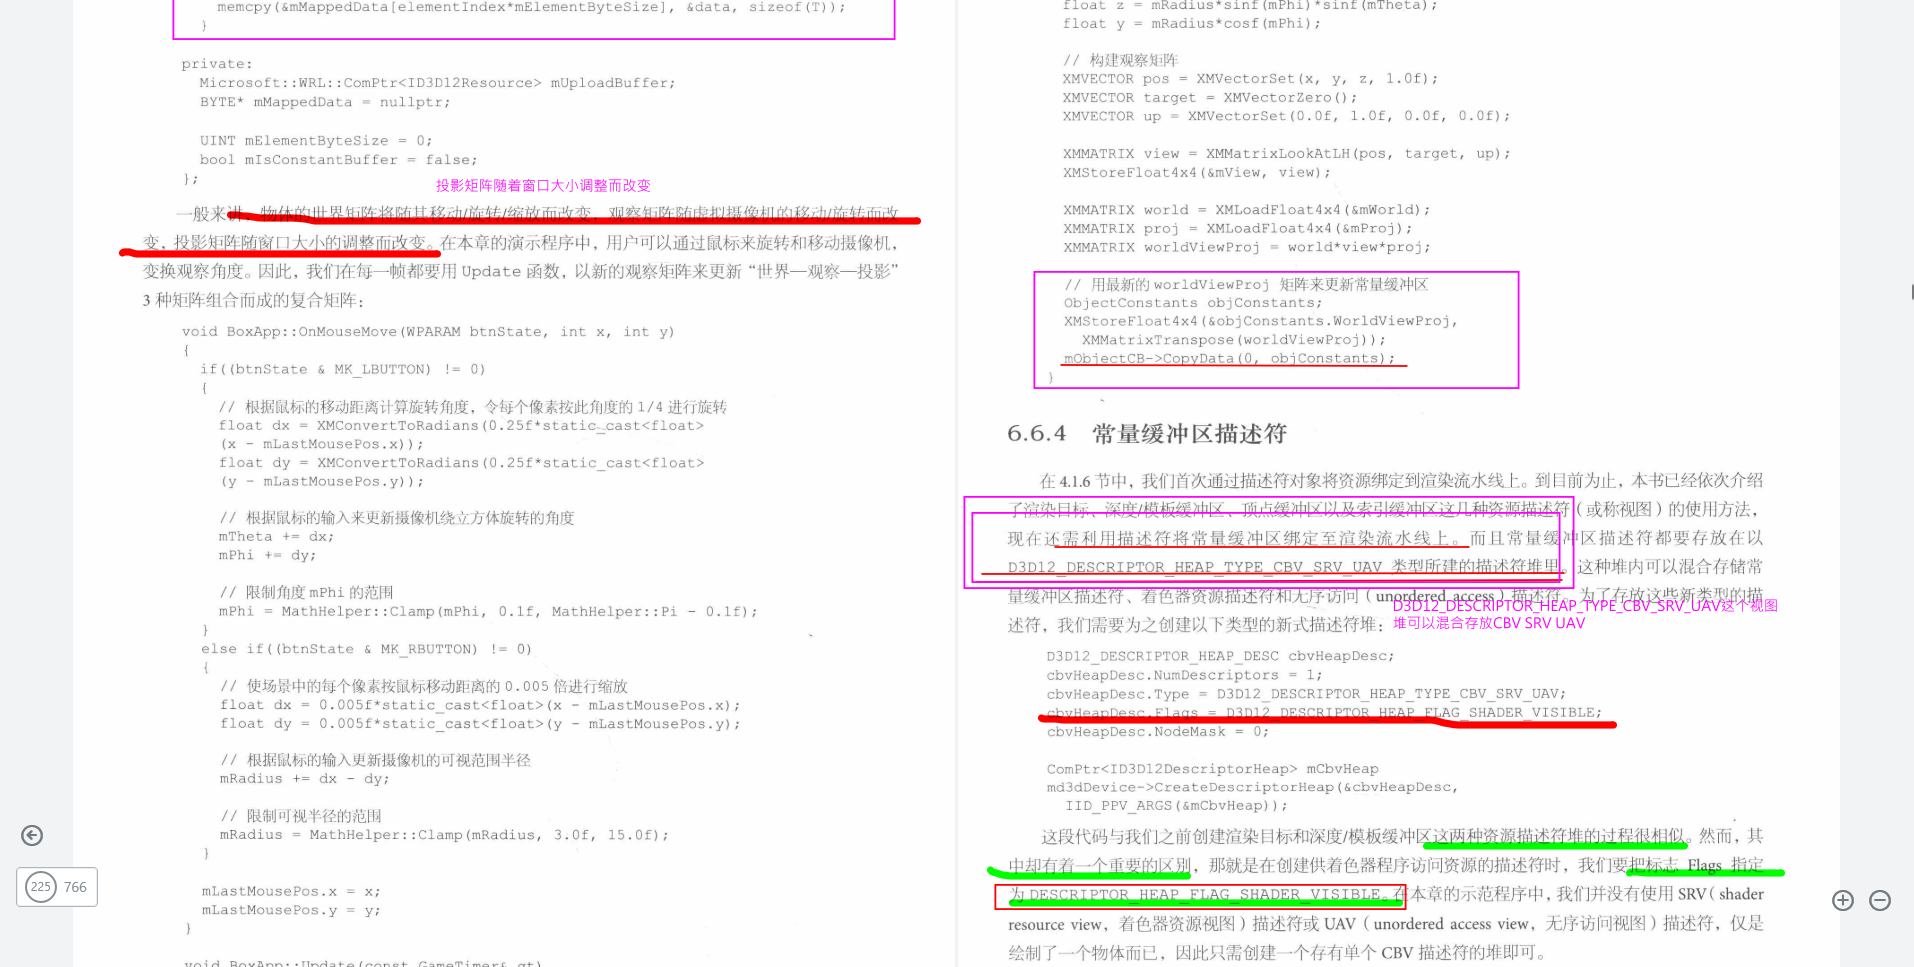 memcpy(&mMappedData[elementIndex*mElementByteSize], &data, sizeof(T));
}
private:
Microsoft::WRL::ComPtr<ID3D12Resource> mUploadBuffer;
BYTE* mMappedData = nullptr;
UINT mElementByteSize = 0;
bool mIsConstantBuffer = false;
};
投影矩阵随着窗口大小调整而改变
一般来讲，物体的世界矩阵将随其移动/旋转/缩放而改变，观察矩阵随虚拟摄像机的移动/旋转而改
变，投影矩阵随窗口大小的调整而改变。在本章的演示程序中，用户可以通过鼠标来旋转和移动摄像机，
变换观察角度。因此，我们在每一帧都要用 Update 函数，以新的观察矩阵来更新“世界—观察—投影”
3 种矩阵组合而成的复合矩阵：
void BoxApp::OnMouseMove(WPARAM btnState, int x, int y)
{
if((btnState & MK_LBUTTON) != 0)
{
// 根据鼠标的移动距离计算旋转角度，令每个像素按此角度的 1/4 进行旋转
float dx = XMConvertToRadians(0.25f*static_cast<float>
(x - mLastMousePos.x));
float dy = XMConvertToRadians(0.25f*static_cast<float>
(y - mLastMousePos.y));
// 根据鼠标的输入来更新摄像机绕立方体旋转的角度
mTheta += dx;
mPhi += dy;
// 限制角度 mPhi 的范围
mPhi = MathHelper::Clamp(mPhi, 0.1f, MathHelper::Pi - 0.1f);
}
else if((btnState & MK_RBUTTON) != 0)
{
// 使场景中的每个像素按鼠标移动距离的 0.005 倍进行缩放
float dx = 0.005f*static_cast<float>(x - mLastMousePos.x);
float dy = 0.005f*static_cast<float>(y - mLastMousePos.y);
// 根据鼠标的输入更新摄像机的可视范围半径
mRadius += dx - dy;
// 限制可视半径的范围
mRadius = MathHelper::Clamp(mRadius, 3.0f, 15.0f);
}
mLastMousePos.x = x;
mLastMousePos.y = y;
}
void BoxApp::Update(const GameTimer& gt)
225 766
float z = mRadius*sinf(mPhi)*sinf(mTheta);
float y = mRadius*cosf(mPhi);
// 构建观察矩阵
XMVECTOR pos = XMVectorSet(x, y, z, 1.0f);
XMVECTOR target = XMVectorZero();
XMVECTOR up = XMVectorSet(0.0f, 1.0f, 0.0f, 0.0f);
XMMATRIX view = XMMatrixLookAtLH(pos, target, up);
XMStoreFloat4x4(&mView, view);
XMMATRIX world = XMLoadFloat4x4(&mWorld);
XMMATRIX proj = XMLoadFloat4x4(&mProj);
XMMATRIX worldViewProj = world*view*proj;
// 用最新的 worldViewProj 矩阵来更新常量缓冲区
ObjectConstants objConstants;
XMStoreFloat4x4(&objConstants.WorldViewProj,
XMMatrixTranspose(worldViewProj));
mObjectCB->CopyData(0, objConstants);
}
6.6.4 常量缓冲区描述符
在 4.1.6 节中，我们首次通过描述符对象将资源绑定到渲染流水线上。到目前为止，本书已经依次介绍
了渲染目标、深度/模板缓冲区、顶点缓冲区以及索引缓冲区这几种资源描述符（或称视图）的使用方法，
现在还需利用描述符将常量缓冲区绑定至渲染流水线上。而且常量缓冲区描述符都要存放在以
D3D12_DESCRIPTOR_HEAP_TYPE_CBV_SRV_UAV 类型所建的描述符堆里。这种堆内可以混合存储常
量缓冲区描述符、着色器资源描述符和无序访问（unordered access）描述符。为了存放这些新类型的描
述符，我们需要为之创建以下类型的新式描述符堆：
D3D12_DESCRIPTOR_HEAP_TYPE_CBV_SRV_UAV这个视图
堆可以混合存放CBV SRV UAV
D3D12_DESCRIPTOR_HEAP_DESC cbvHeapDesc;
cbvHeapDesc.NumDescriptors = 1;
cbvHeapDesc.Type = D3D12_DESCRIPTOR_HEAP_TYPE_CBV_SRV_UAV;
cbvHeapDesc.Flags = D3D12_DESCRIPTOR_HEAP_FLAG_SHADER_VISIBLE;
cbvHeapDesc.NodeMask = 0;
ComPtr<ID3D12DescriptorHeap> mCbvHeap
md3dDevice->CreateDescriptorHeap(&cbvHeapDesc,
IID_PPV_ARGS(&mCbvHeap));
这段代码与我们之前创建渲染目标和深度/模板缓冲区这两种资源描述符堆的过程很相似。然而，其
中却有着一个重要的区别，那就是在创建供着色器程序访问资源的描述符时，我们要把标志 Flags 指定
为 DESCRIPTOR_HEAP_FLAG_SHADER_VISIBLE。在本章的示范程序中，我们并没有使用 SRV（shader
resource view，着色器资源视图）描述符或 UAV（unordered access view，无序访问视图）描述符，仅是
绘制了一个物体而已，因此只需创建一个存有单个 CBV 描述符的堆即可。